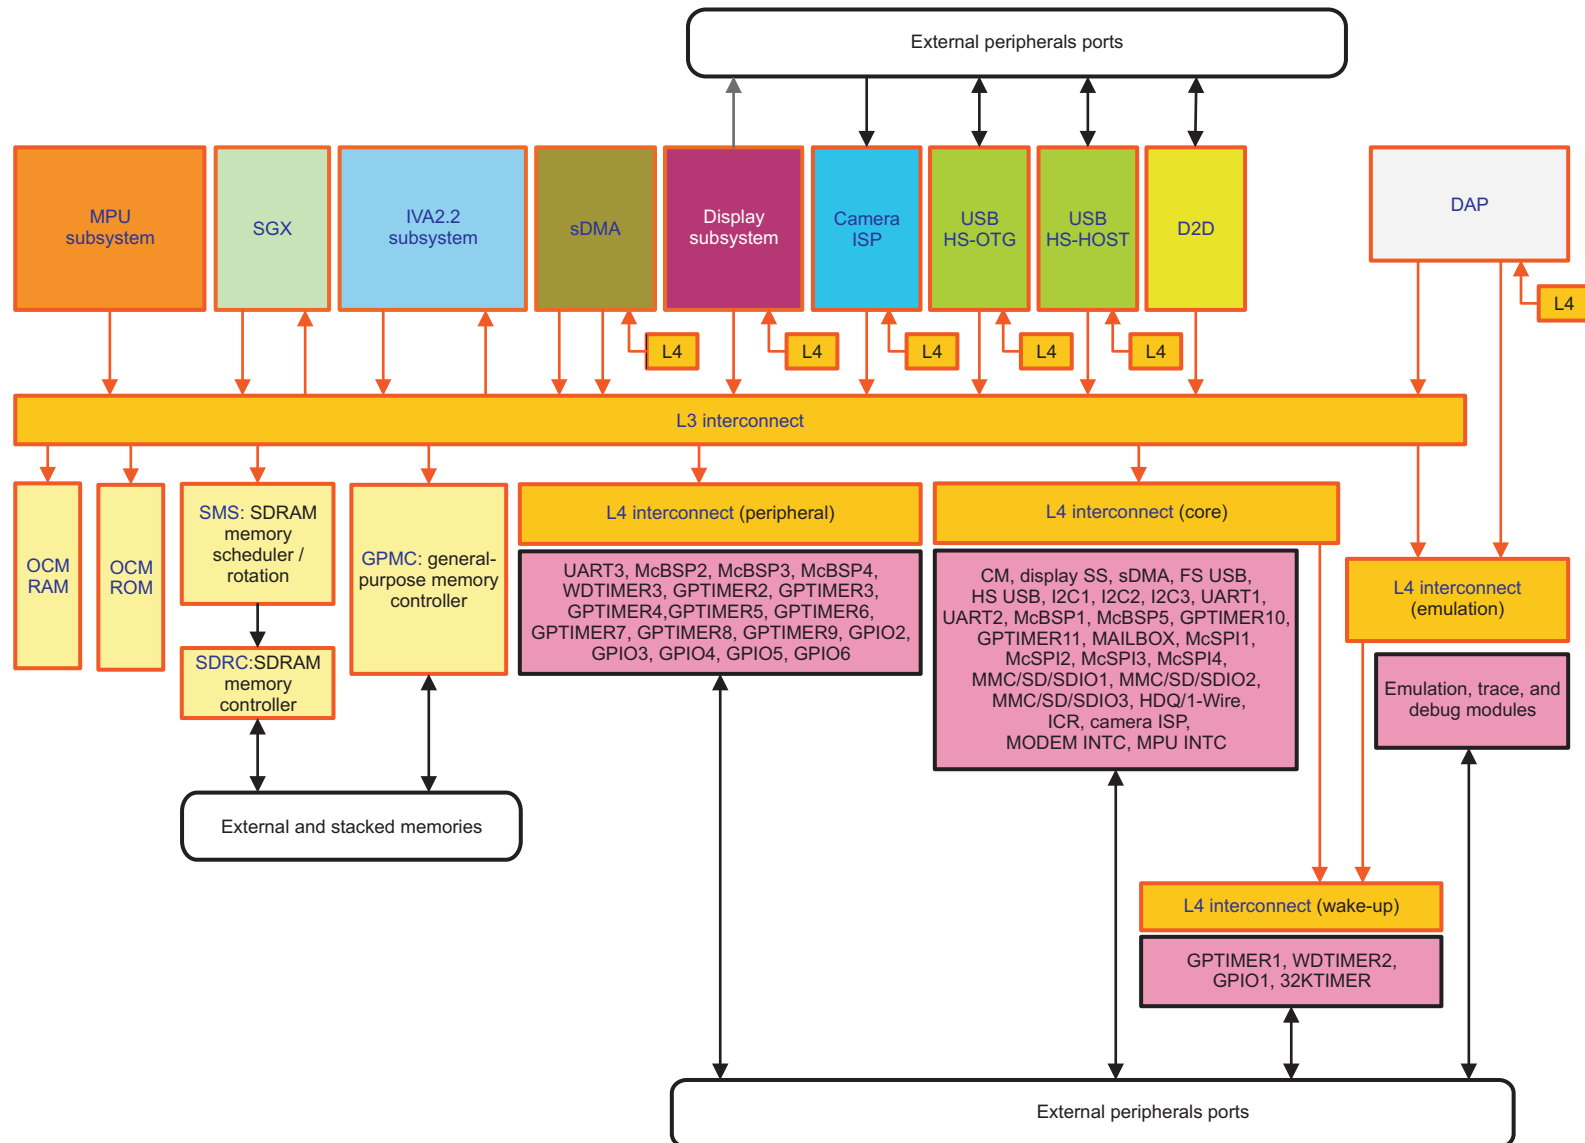 External peripherals ports
MPU
subsystem
SGX
IVA2.2
subsystem
sDMA
Display
subsystem
Camera
ISP
USB
HS-OTG
USB
HS-HOST
D2D
DAP
L4
L4
L4
L4
L4
L4
L3 interconnect
OCM
RAM
OCM
ROM
SMS: SDRAM
memory
scheduler /
rotation
SDRC:SDRAM
memory
controller
GPMC: general-
purpose memory
controller
External and stacked memories
L4 interconnect (peripheral)
UART3, McBSP2, McBSP3, McBSP4,
WDTIMER3, GPTIMER2, GPTIMER3,
GPTIMER4,GPTIMER5, GPTIMER6,
GPTIMER7, GPTIMER8, GPTIMER9, GPIO2,
GPIO3, GPIO4, GPIO5, GPIO6
L4 interconnect (core)
CM, display SS, sDMA, FS USB,
HS USB, I2C1, I2C2, I2C3, UART1,
UART2, McBSP1, McBSP5, GPTIMER10,
GPTIMER11, MAILBOX, McSPI1,
McSPI2, McSPI3, McSPI4,
MMC/SD/SDIO1, MMC/SD/SDIO2,
MMC/SD/SDIO3, HDQ/1-Wire,
ICR, camera ISP,
MODEM INTC, MPU INTC
L4 interconnect
(emulation)
Emulation, trace, and
debug modules
L4 interconnect (wake-up)
GPTIMER1, WDTIMER2,
GPIO1, 32KTIMER
External peripherals ports